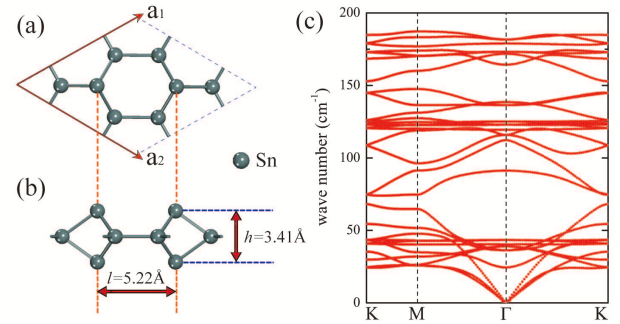 (a)
a1
a2
Sn
(b)
h=3.41Å
l=5.22Å
(c)
wave number (cm-1)
200
150
100
50
0
K
M
Γ
K